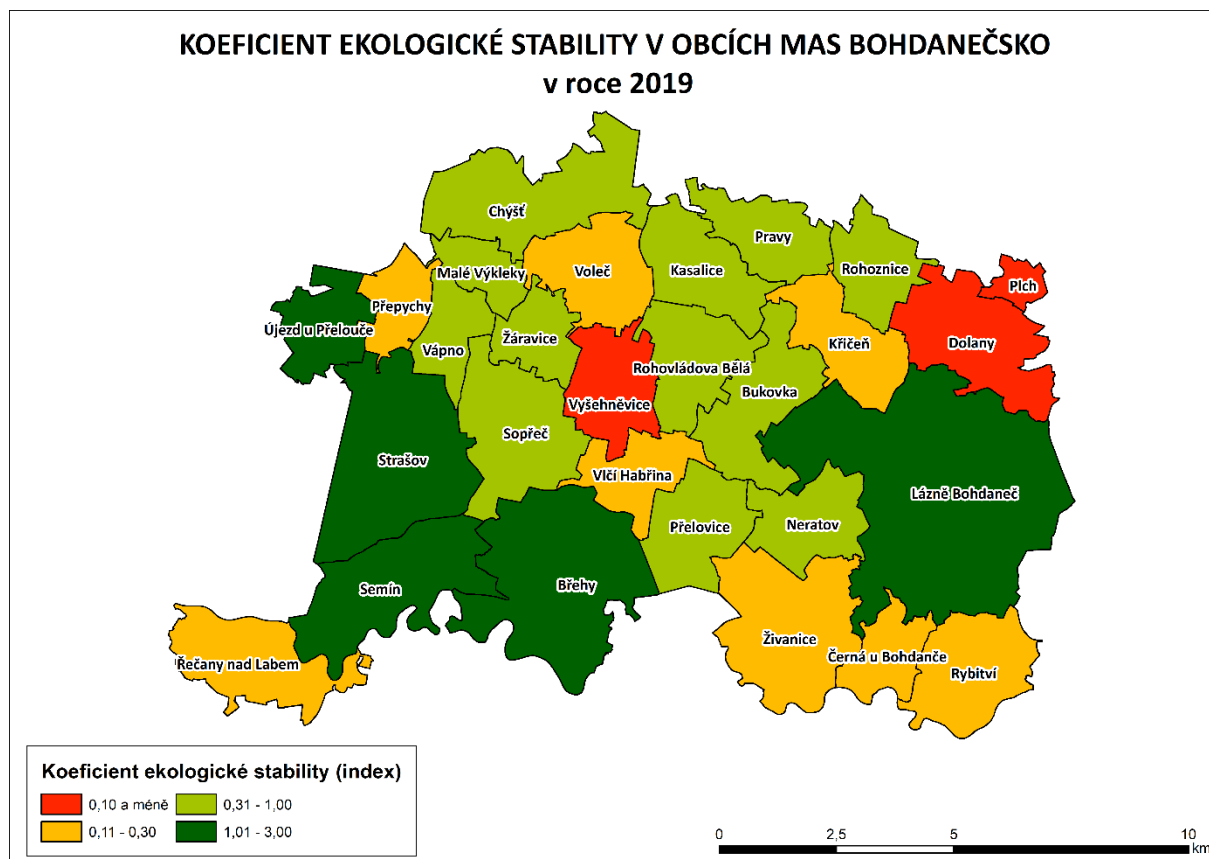 KOEFICIENT EKOLOGICKÉ STABILITY V OBCÍCH MAS BOHDANEČSKO
v roce 2019
Chýšť
Pravy
Voleč
Kasalice
Rohoznice
Malé Výkleky
Plch
Přepychy
Újezd u Přelouče
Žáravice
Křičeň
Dolany
Vápno
Rohovládova Bělá
Bukovka
Vyšehněvice
Sopřeč
Strašov
Vlčí Habřina
Lázně Bohdaneč
Přelovice
Neratov
Semín
Břehy
Živanice
Černá u Bohdanče
Řečany nad Labem
Rybitví
Koeficient ekologické stability (index)
0,10 a méně
0,31 - 1,00
0,11 - 0,30
1,01 - 3,00
0 2,5 5 10
km